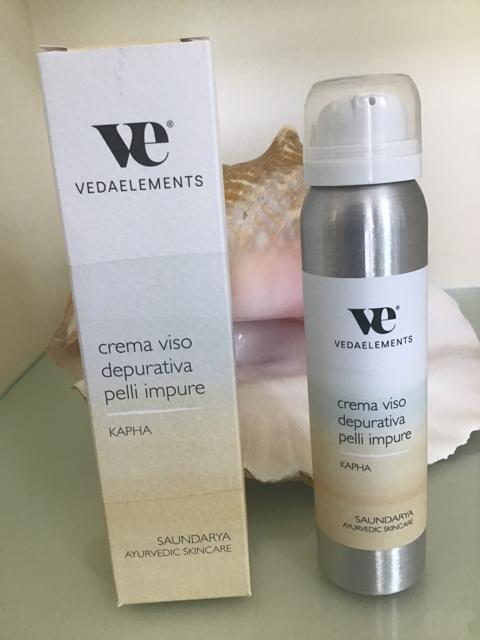 ve®
VEDAELEMENTS
crema viso
depurativa
pelli impure
KAPHA
SAUNDARYA
AYURVEDIC SKINCARE
ve®
VEDAELEMENTS
crema viso
depurativa
pelli impure
KAPHA
SAUNDARYA
AYURVEDIC SKINCARE